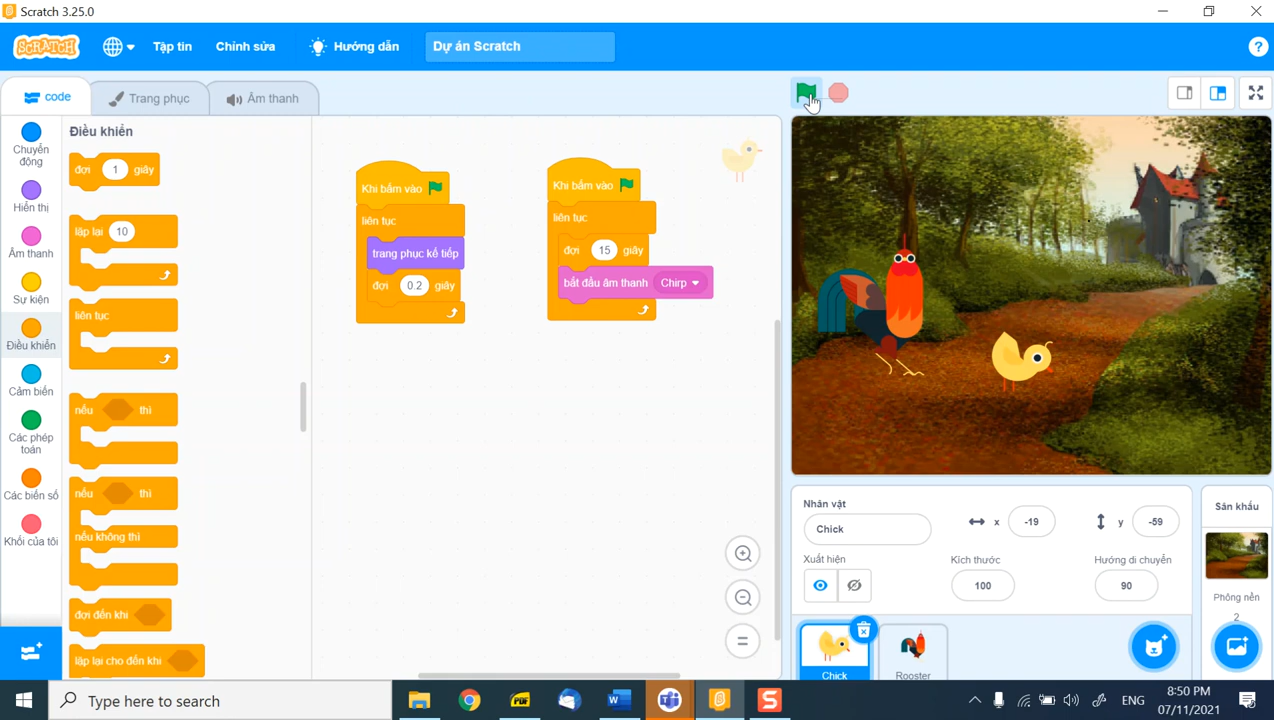 Scratch 3.25.0
SCRATCH
Tập tin
Chỉnh sửa
Hướng dẫn
Dự án Scratch
?
code
Trang phục
Âm thanh
Chuyển động
Hiển thị
Âm thanh
Sự kiện
Điều khiển
Cảm biến
Các phép toán
Các biến số
Khối của tôi
Điều khiển
đợi 1 giây
lặp lại 10
liên tục
nếu thì
nếu thì
nếu không thì
đợi đến khi
lặp lại cho đến khi
Khi bấm vào
liên tục
trang phục kế tiếp
đợi 0.2 giây
Khi bấm vào
liên tục
đợi 15 giây
bắt đầu âm thanh Chirp
Nhân vật
Chick
x -19
y -59
Xuất hiện
Kích thước
100
Hướng di chuyển
90
Chick
Rooster
Sân khấu
Phông nền
2
Type here to search
PDF
ENG
8:50 PM
07/11/2021